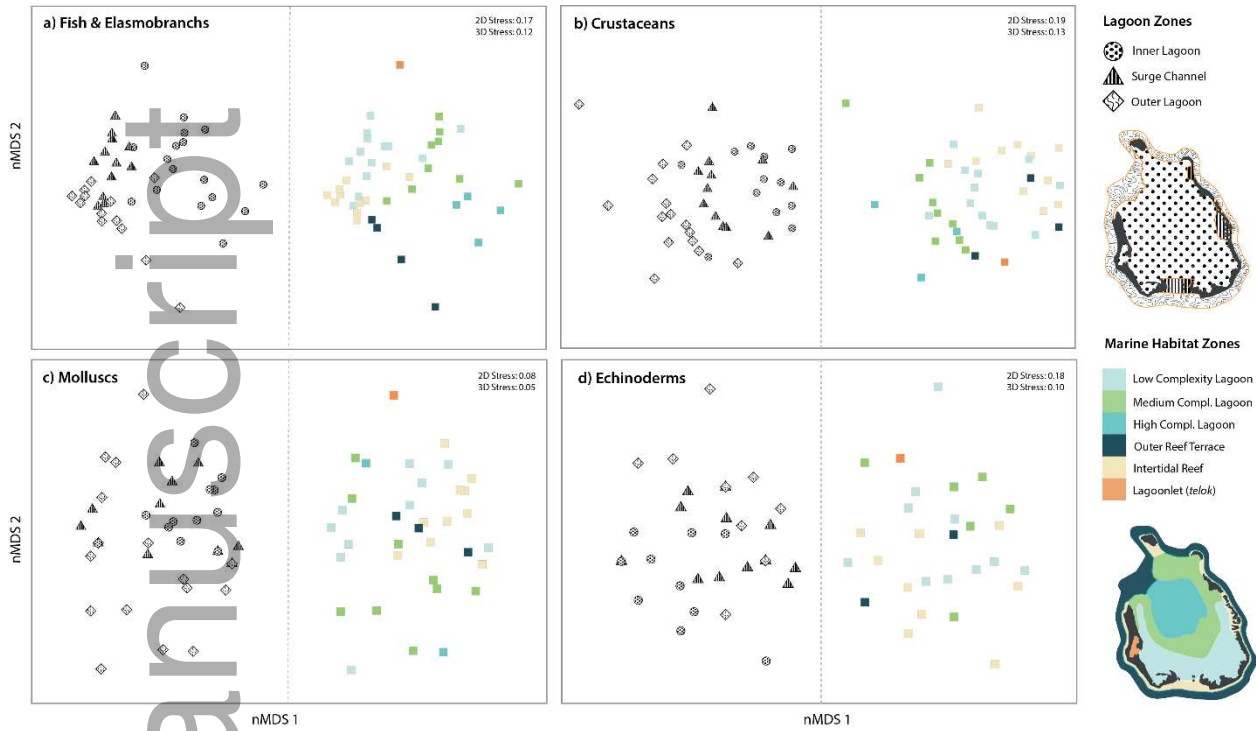 a) Fish & Elasmobranchs
2D Stress: 0.17
3D Stress: 0.12
b) Crustaceans
2D Stress: 0.19
3D Stress: 0.13
nMDS 2
c) Molluscs
2D Stress: 0.08
3D Stress: 0.05
d) Echinoderms
2D Stress: 0.18
3D Stress: 0.10
nMDS 2
nMDS 1
nMDS 1
Lagoon Zones
Inner Lagoon
Surge Channel
Outer Lagoon
Marine Habitat Zones
Low Complexity Lagoon
Medium Compl. Lagoon
High Compl. Lagoon
Outer Reef Terrace
Intertidal Reef
Lagoonlet (telok)
anuscript